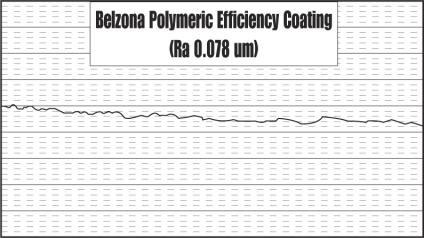 Belzona Polymeric Efficiency Coating
(Ra 0.078 um)